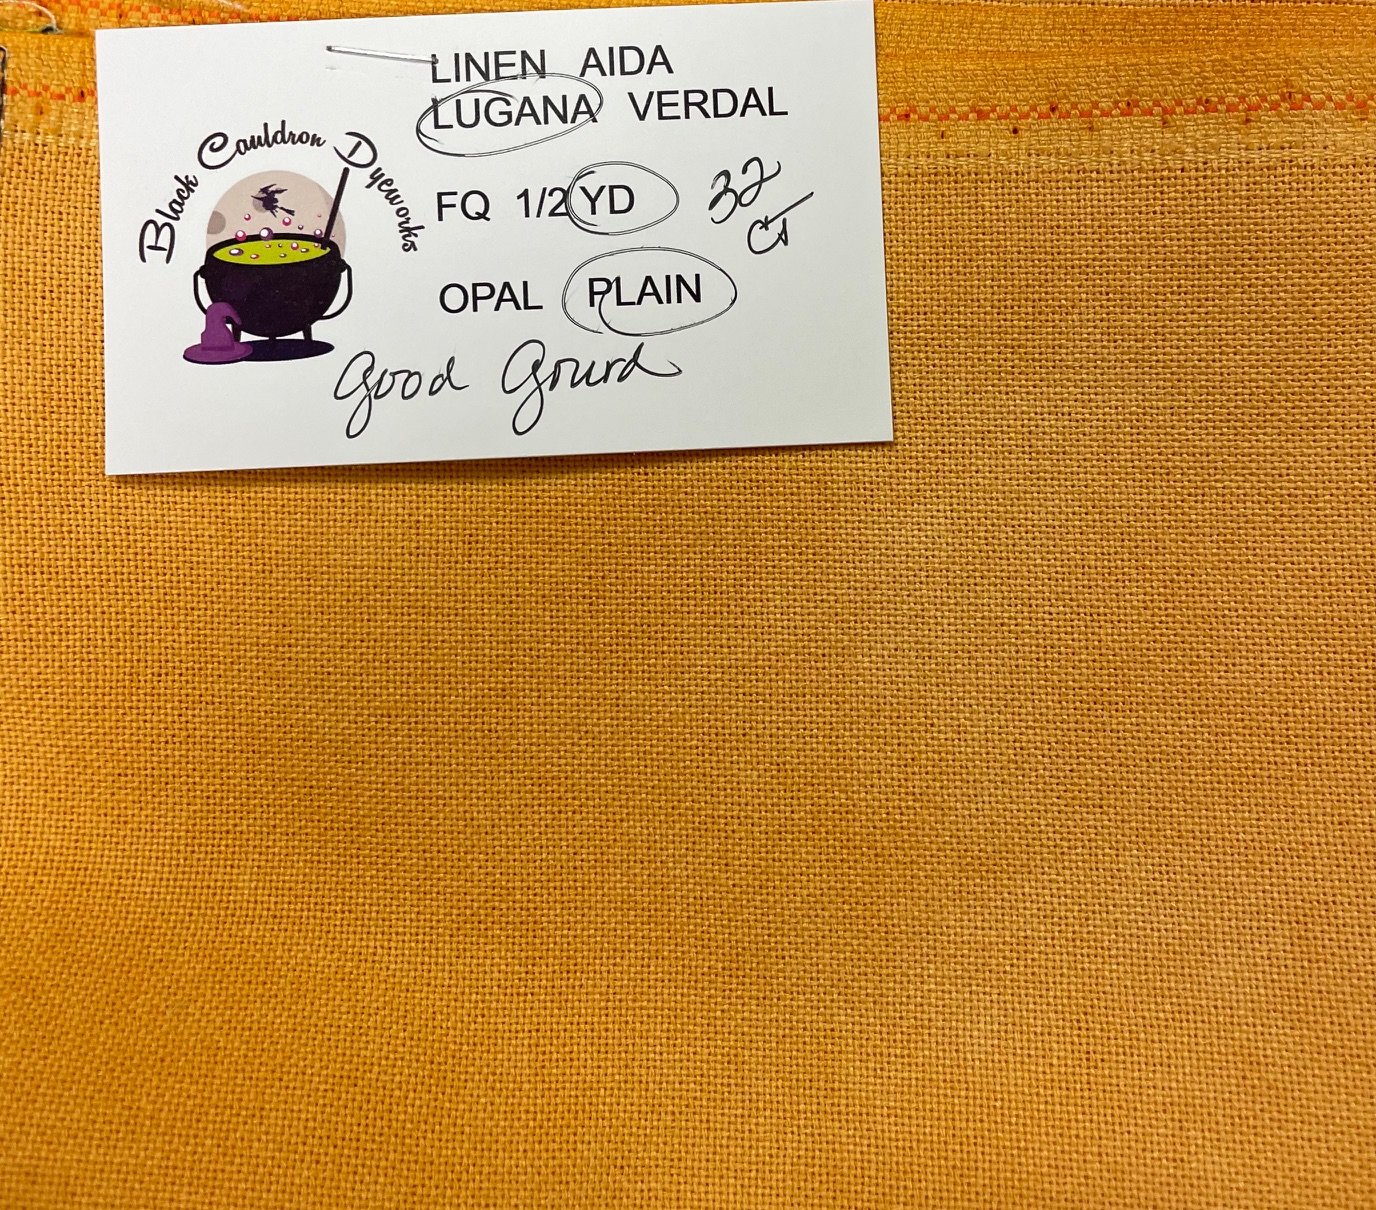 Black Cauldron Dyeworks
LINEN AIDA
LUGANA VERDAL
FQ 1/2 YD 32
ct
OPAL PLAIN
Good Gourd